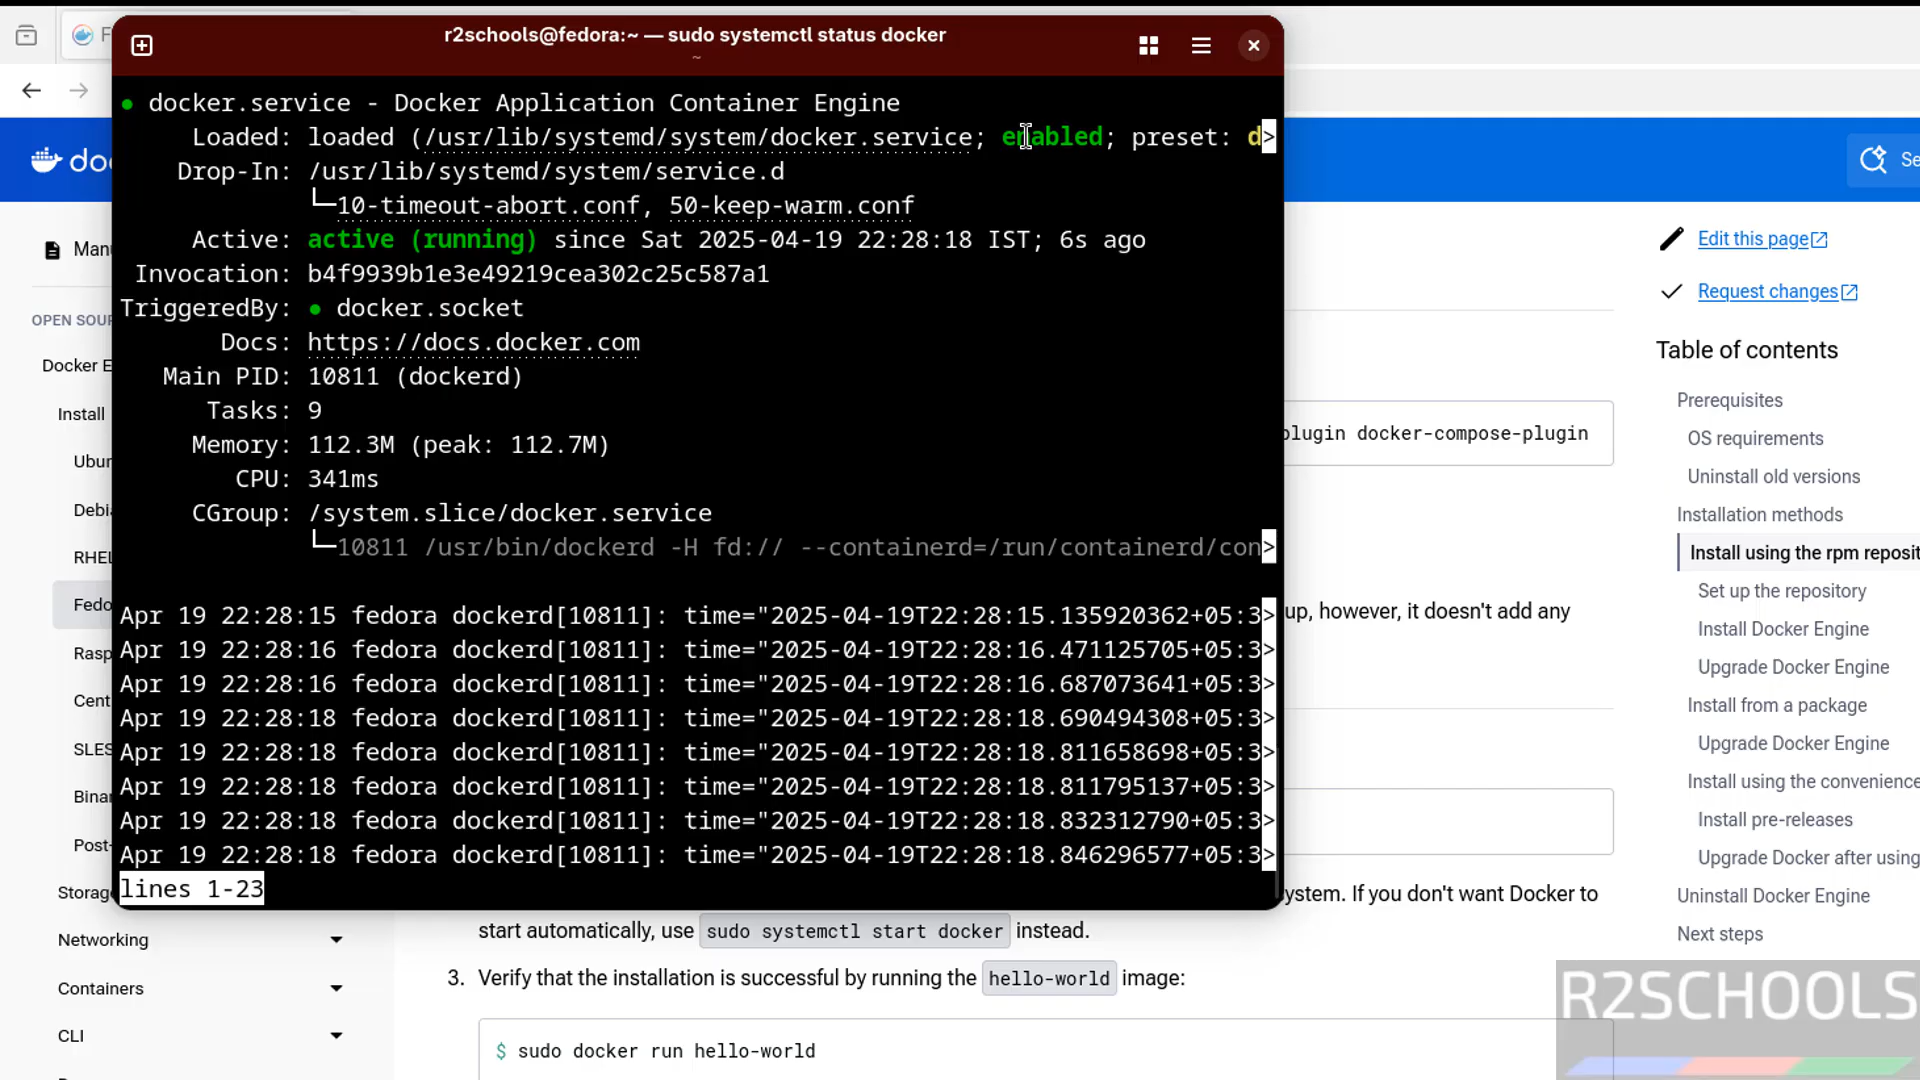 r2schools@fedora:~ — sudo systemctl status docker
~
● docker.service - Docker Application Container Engine
Loaded: loaded (/usr/lib/systemd/system/docker.service; enabled; preset: d>
Drop-In: /usr/lib/systemd/system/service.d
└─10-timeout-abort.conf, 50-keep-warm.conf
Active: active (running) since Sat 2025-04-19 22:28:18 IST; 6s ago
Invocation: b4f9939b1e3e49219cea302c25c587a1
TriggeredBy: ● docker.socket
Docs: https://docs.docker.com
Main PID: 10811 (dockerd)
Tasks: 9
Memory: 112.3M (peak: 112.7M)
CPU: 341ms
CGroup: /system.slice/docker.service
└─10811 /usr/bin/dockerd -H fd:// --containerd=/run/containerd/con>
Apr 19 22:28:15 fedora dockerd[10811]: time="2025-04-19T22:28:15.135920362+05:3>
Apr 19 22:28:16 fedora dockerd[10811]: time="2025-04-19T22:28:16.471125705+05:3>
Apr 19 22:28:16 fedora dockerd[10811]: time="2025-04-19T22:28:16.687073641+05:3>
Apr 19 22:28:18 fedora dockerd[10811]: time="2025-04-19T22:28:18.690494308+05:3>
Apr 19 22:28:18 fedora dockerd[10811]: time="2025-04-19T22:28:18.811658698+05:3>
Apr 19 22:28:18 fedora dockerd[10811]: time="2025-04-19T22:28:18.811795137+05:3>
Apr 19 22:28:18 fedora dockerd[10811]: time="2025-04-19T22:28:18.832312790+05:3>
Apr 19 22:28:18 fedora dockerd[10811]: time="2025-04-19T22:28:18.846296577+05:3>
lines 1-23
F
doc
Manu
OPEN SOUR
Docker E
Install
Ubun
Debi
RHEL
Fedo
Rasp
Cent
SLES
Binar
Post-
Storag
Networking
Containers
CLI
plugin docker-compose-plugin
up, however, it doesn't add any
ystem. If you don't want Docker to
start automatically, use sudo systemctl start docker instead.
3. Verify that the installation is successful by running the hello-world image:
$ sudo docker run hello-world
Se
Edit this page
Request changes
Table of contents
Prerequisites
OS requirements
Uninstall old versions
Installation methods
Install using the rpm reposit
Set up the repository
Install Docker Engine
Upgrade Docker Engine
Install from a package
Upgrade Docker Engine
Install using the convenience
Install pre-releases
Upgrade Docker after using
Uninstall Docker Engine
Next steps
R2SCHOOLS